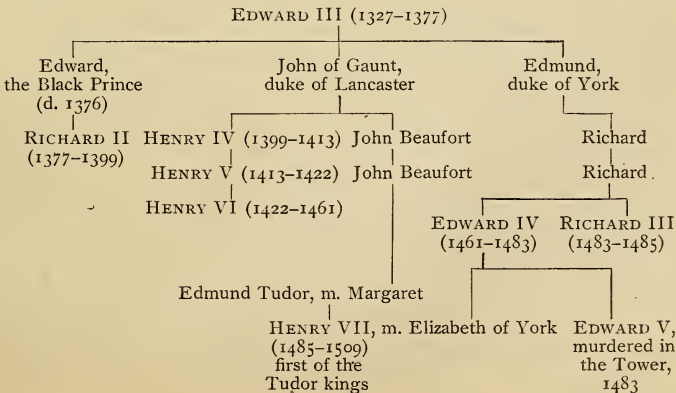 EDWARD III (1327–1377)
Edward, John of Gaunt, Edmund,
the Black Prince duke of Lancaster duke of York
(d. 1376)
RICHARD II HENRY IV (1399–1413) John Beaufort Richard
(1377–1399)
HENRY V (1413–1422) John Beaufort Richard .
HENRY VI (1422–1461)
EDWARD IV RICHARD III
(1461–1483) (1483–1485)
Edmund Tudor, m. Margaret
HENRY VII, m. Elizabeth of York EDWARD V,
(1485–1509) murdered in
first of the the Tower,
Tudor kings 1483